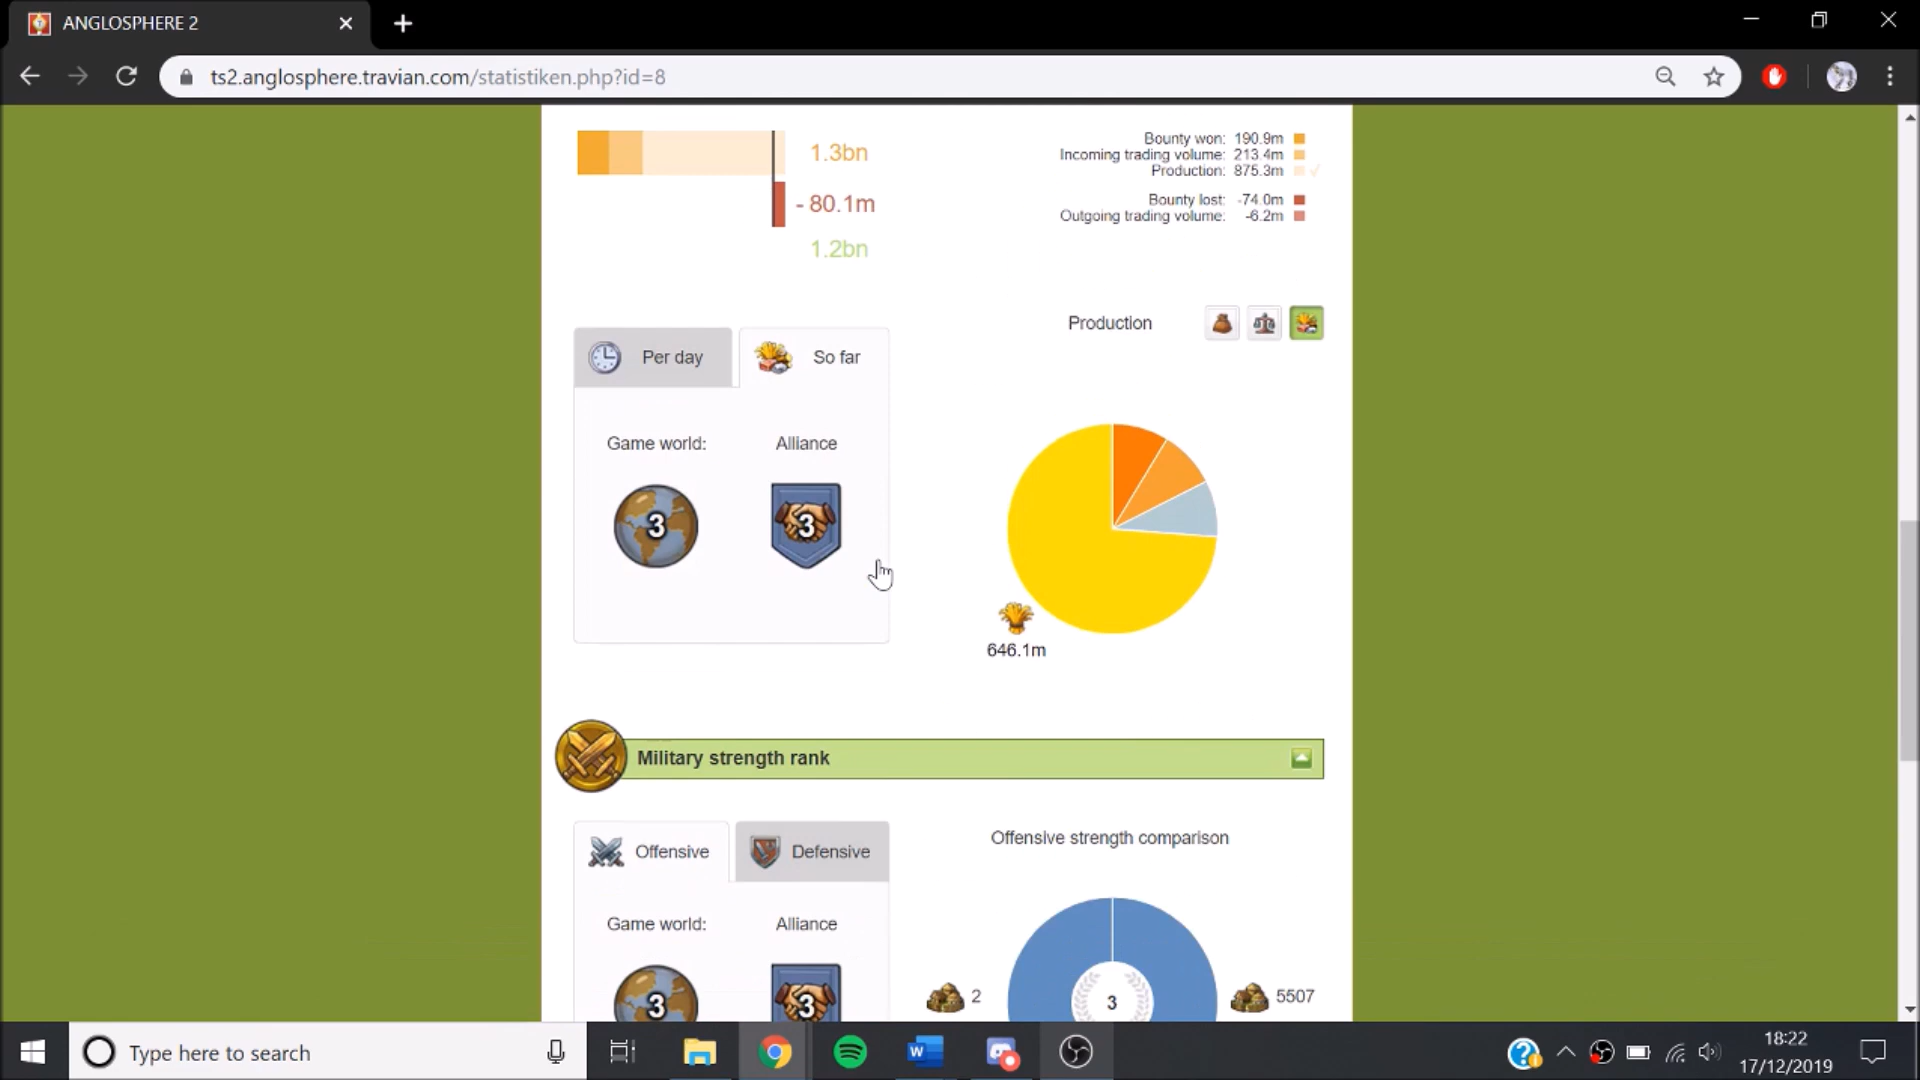 ANGLOSPHERE 2
ts2.anglosphere.travian.com/statistiken.php?id=8
1.3bn
- 80.1m
1.2bn
Bounty won: 190.9m
Incoming trading volume: 213.4m
Production: 875.3m
Bounty lost: -74.0m
Outgoing trading volume: -6.2m
Production
Per day
So far
Game world:
Alliance
3
3
646.1m
Military strength rank
Offensive
Defensive
Offensive strength comparison
Game world:
Alliance
3
3
2
3
5507
Type here to search
18:22
17/12/2019